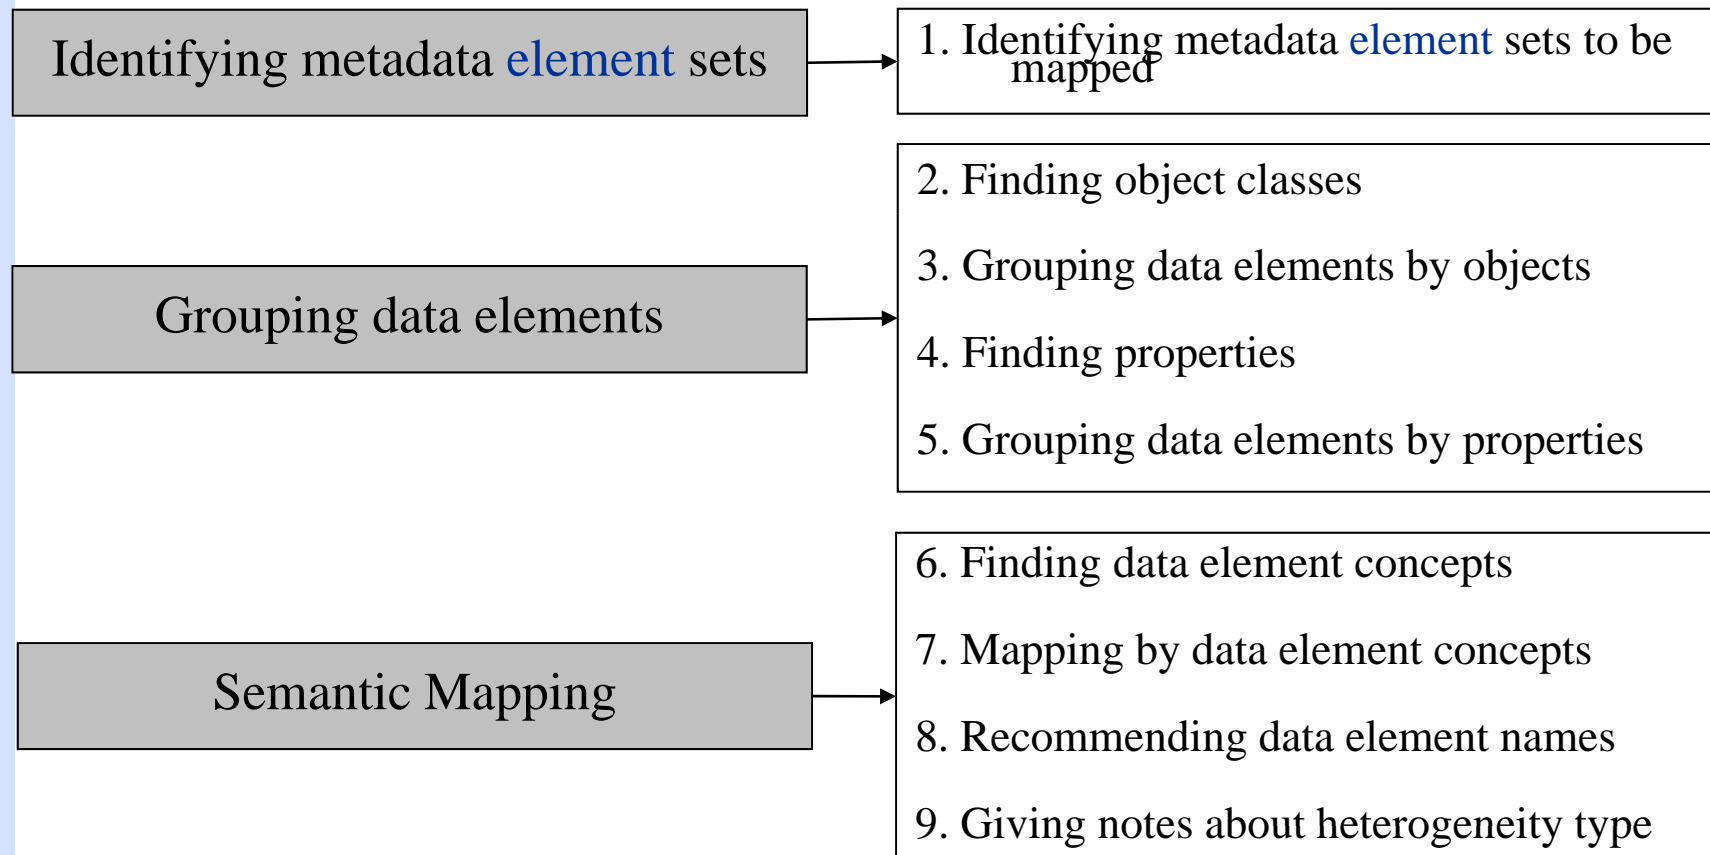 Identifying metadata element sets
1. Identifying metadata element sets to be
mapped
Grouping data elements
2. Finding object classes
3. Grouping data elements by objects
4. Finding properties
5. Grouping data elements by properties
Semantic Mapping
6. Finding data element concepts
7. Mapping by data element concepts
8. Recommending data element names
9. Giving notes about heterogeneity type